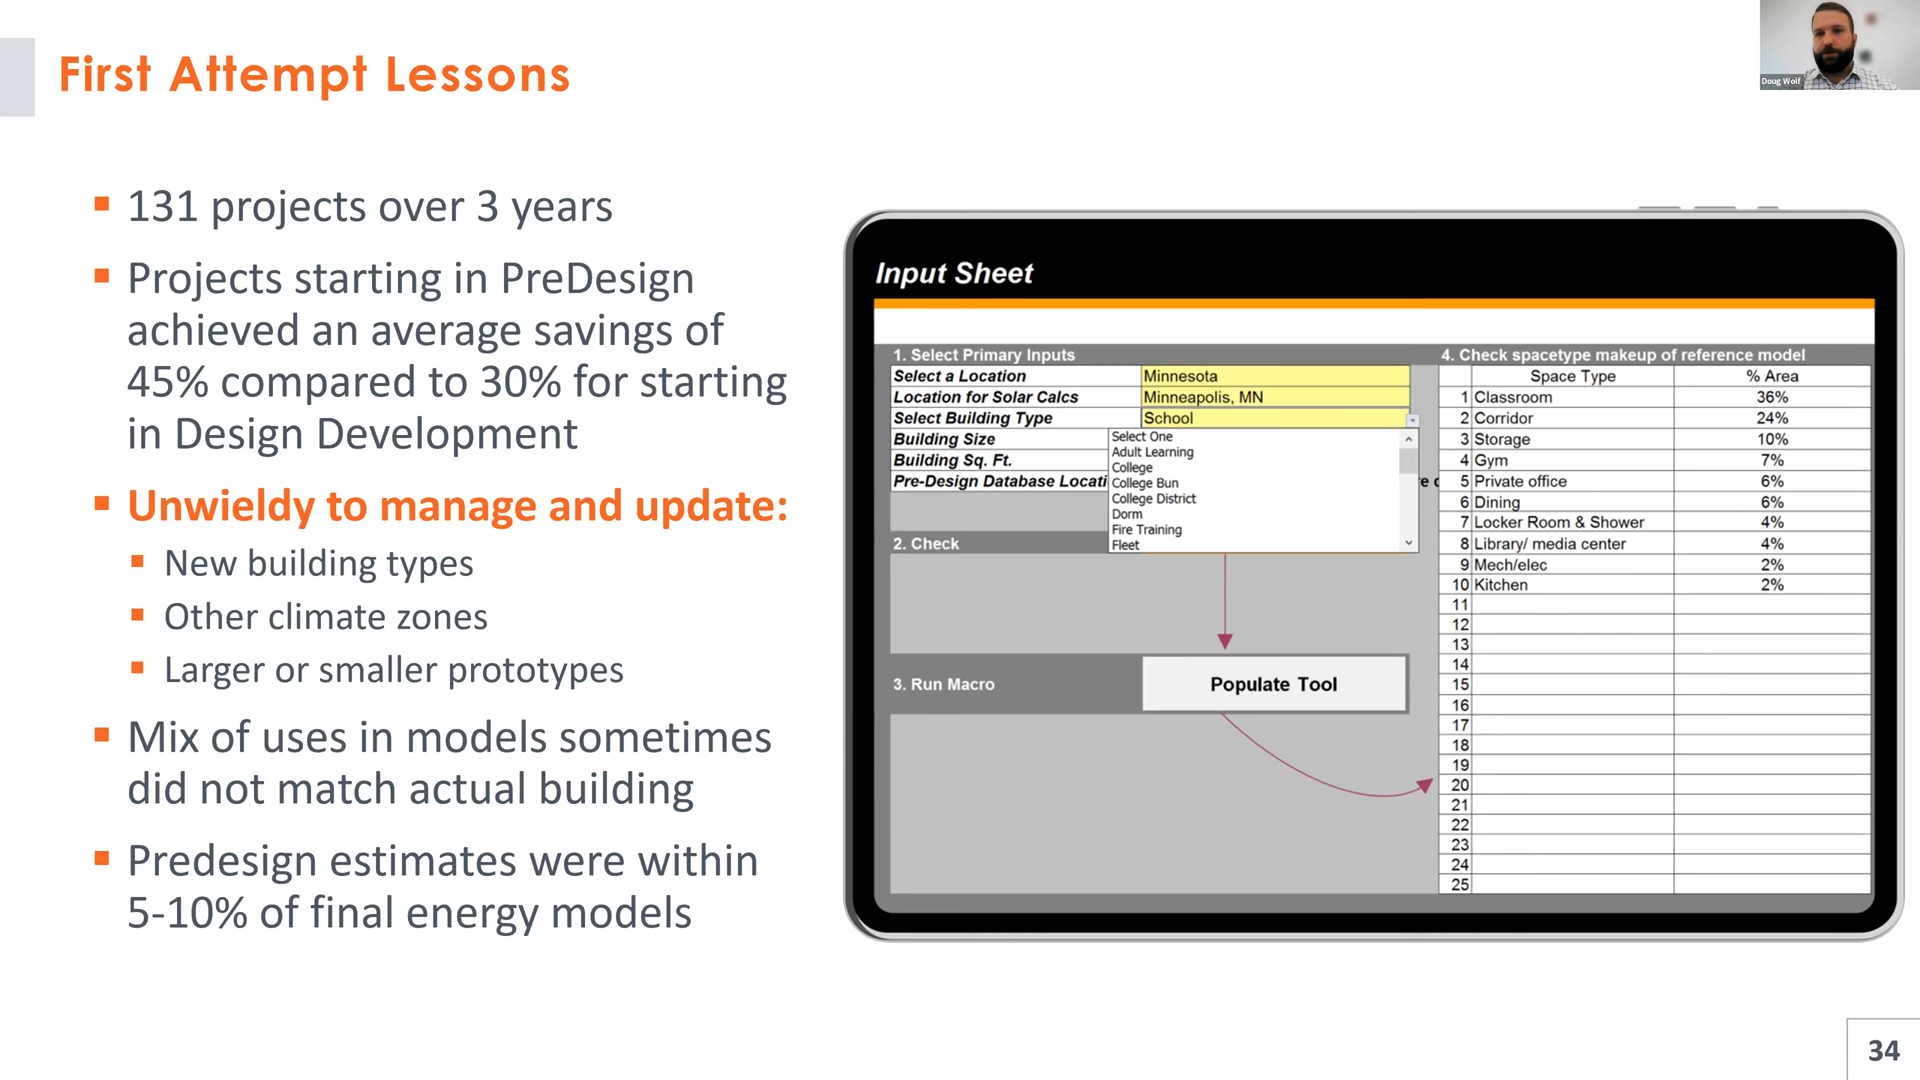 First Attempt Lessons
Doug Wolf
131 projects over 3 years
Projects starting in PreDesign
achieved an average savings of
45% compared to 30% for starting
in Design Development
Unwieldy to manage and update:
New building types
Other climate zones
Larger or smaller prototypes
Mix of uses in models sometimes
did not match actual building
Predesign estimates were within
5-10% of final energy models
Input Sheet
1. Select Primary Inputs
Select a Location Minnesota
Location for Solar Calcs Minneapolis, MN
Select Building Type School
Building Size
Building Sq. Ft.
Pre-Design Database Locati
Select One
Adult Learning
College
College Bun
College District
Dorm
Fire Training
Fleet
2. Check
3. Run Macro
Populate Tool
4. Check spacetype makeup of reference model
Space Type % Area
1 Classroom 36%
2 Corridor 24%
3 Storage 10%
4 Gym 7%
5 Private office 6%
6 Dining 6%
7 Locker Room & Shower 4%
8 Library/ media center 4%
9 Mech/elec 2%
10 Kitchen 2%
11
12
13
14
15
16
17
18
19
20
21
22
23
24
25
34